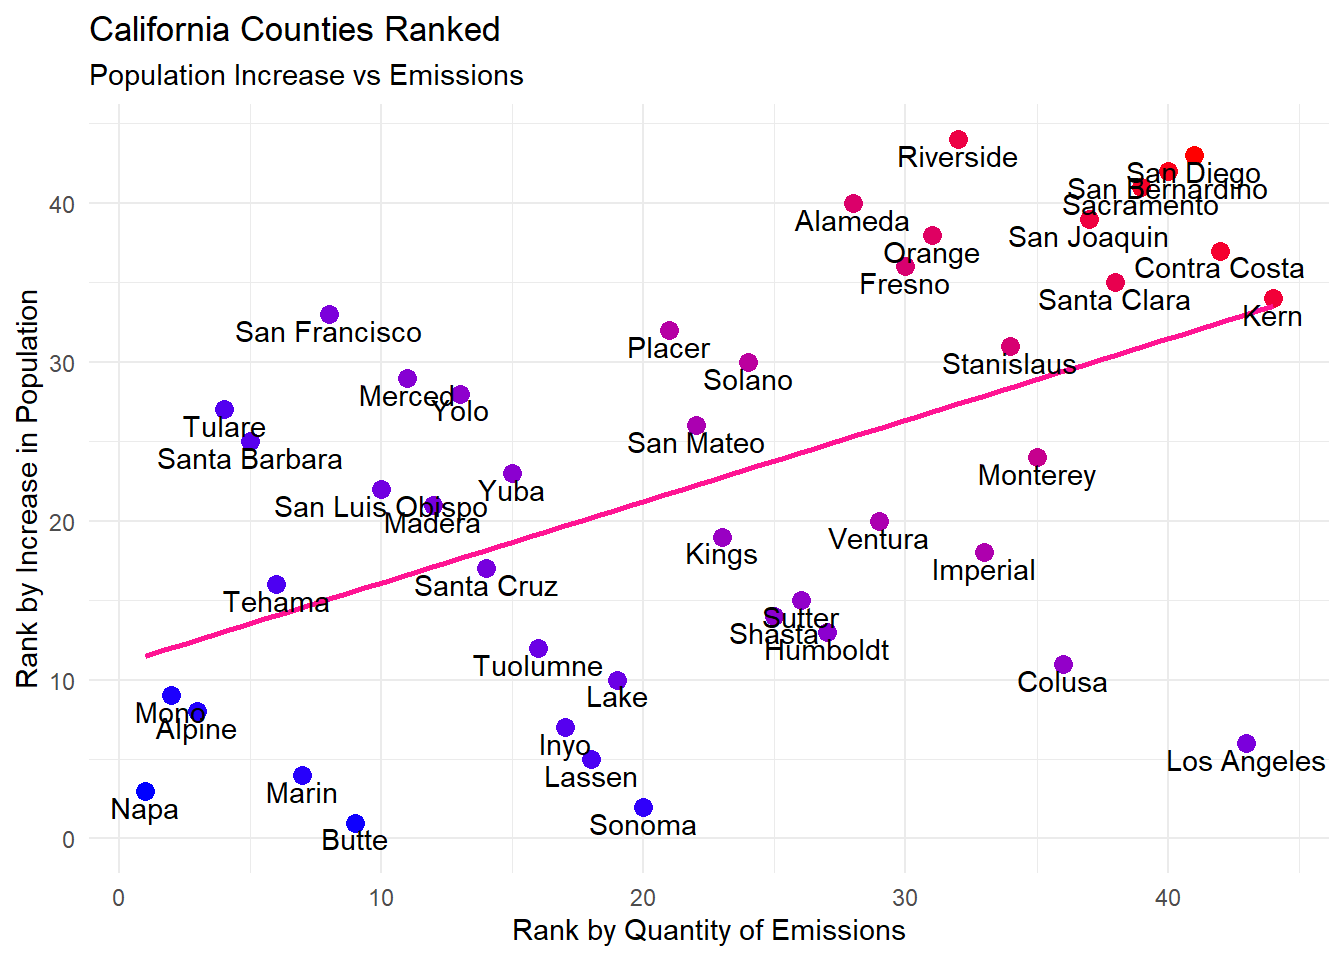 California Counties Ranked
Population Increase vs Emissions
Rank by Increase in Population
40
30
20
10
0
Riverside
San Diego
San Bernardino
Sacramento
Alameda
San Joaquin
Orange
Contra Costa
Fresno
Santa Clara
Kern
San Francisco
Placer
Stanislaus
Solano
Merced
Yolo
Tulare
San Mateo
Santa Barbara
Monterey
Yuba
San Luis Obispo
Madera
Ventura
Kings
Imperial
Santa Cruz
Tehama
Sutter
Shasta
Humboldt
Tuolumne
Colusa
Lake
Mono
Alpine
Inyo
Los Angeles
Lassen
Marin
Napa
Sonoma
Butte
0 10 20 30 40
Rank by Quantity of Emissions